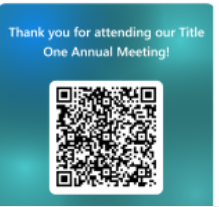 Thank you for attending our Title
One Annual Meeting!